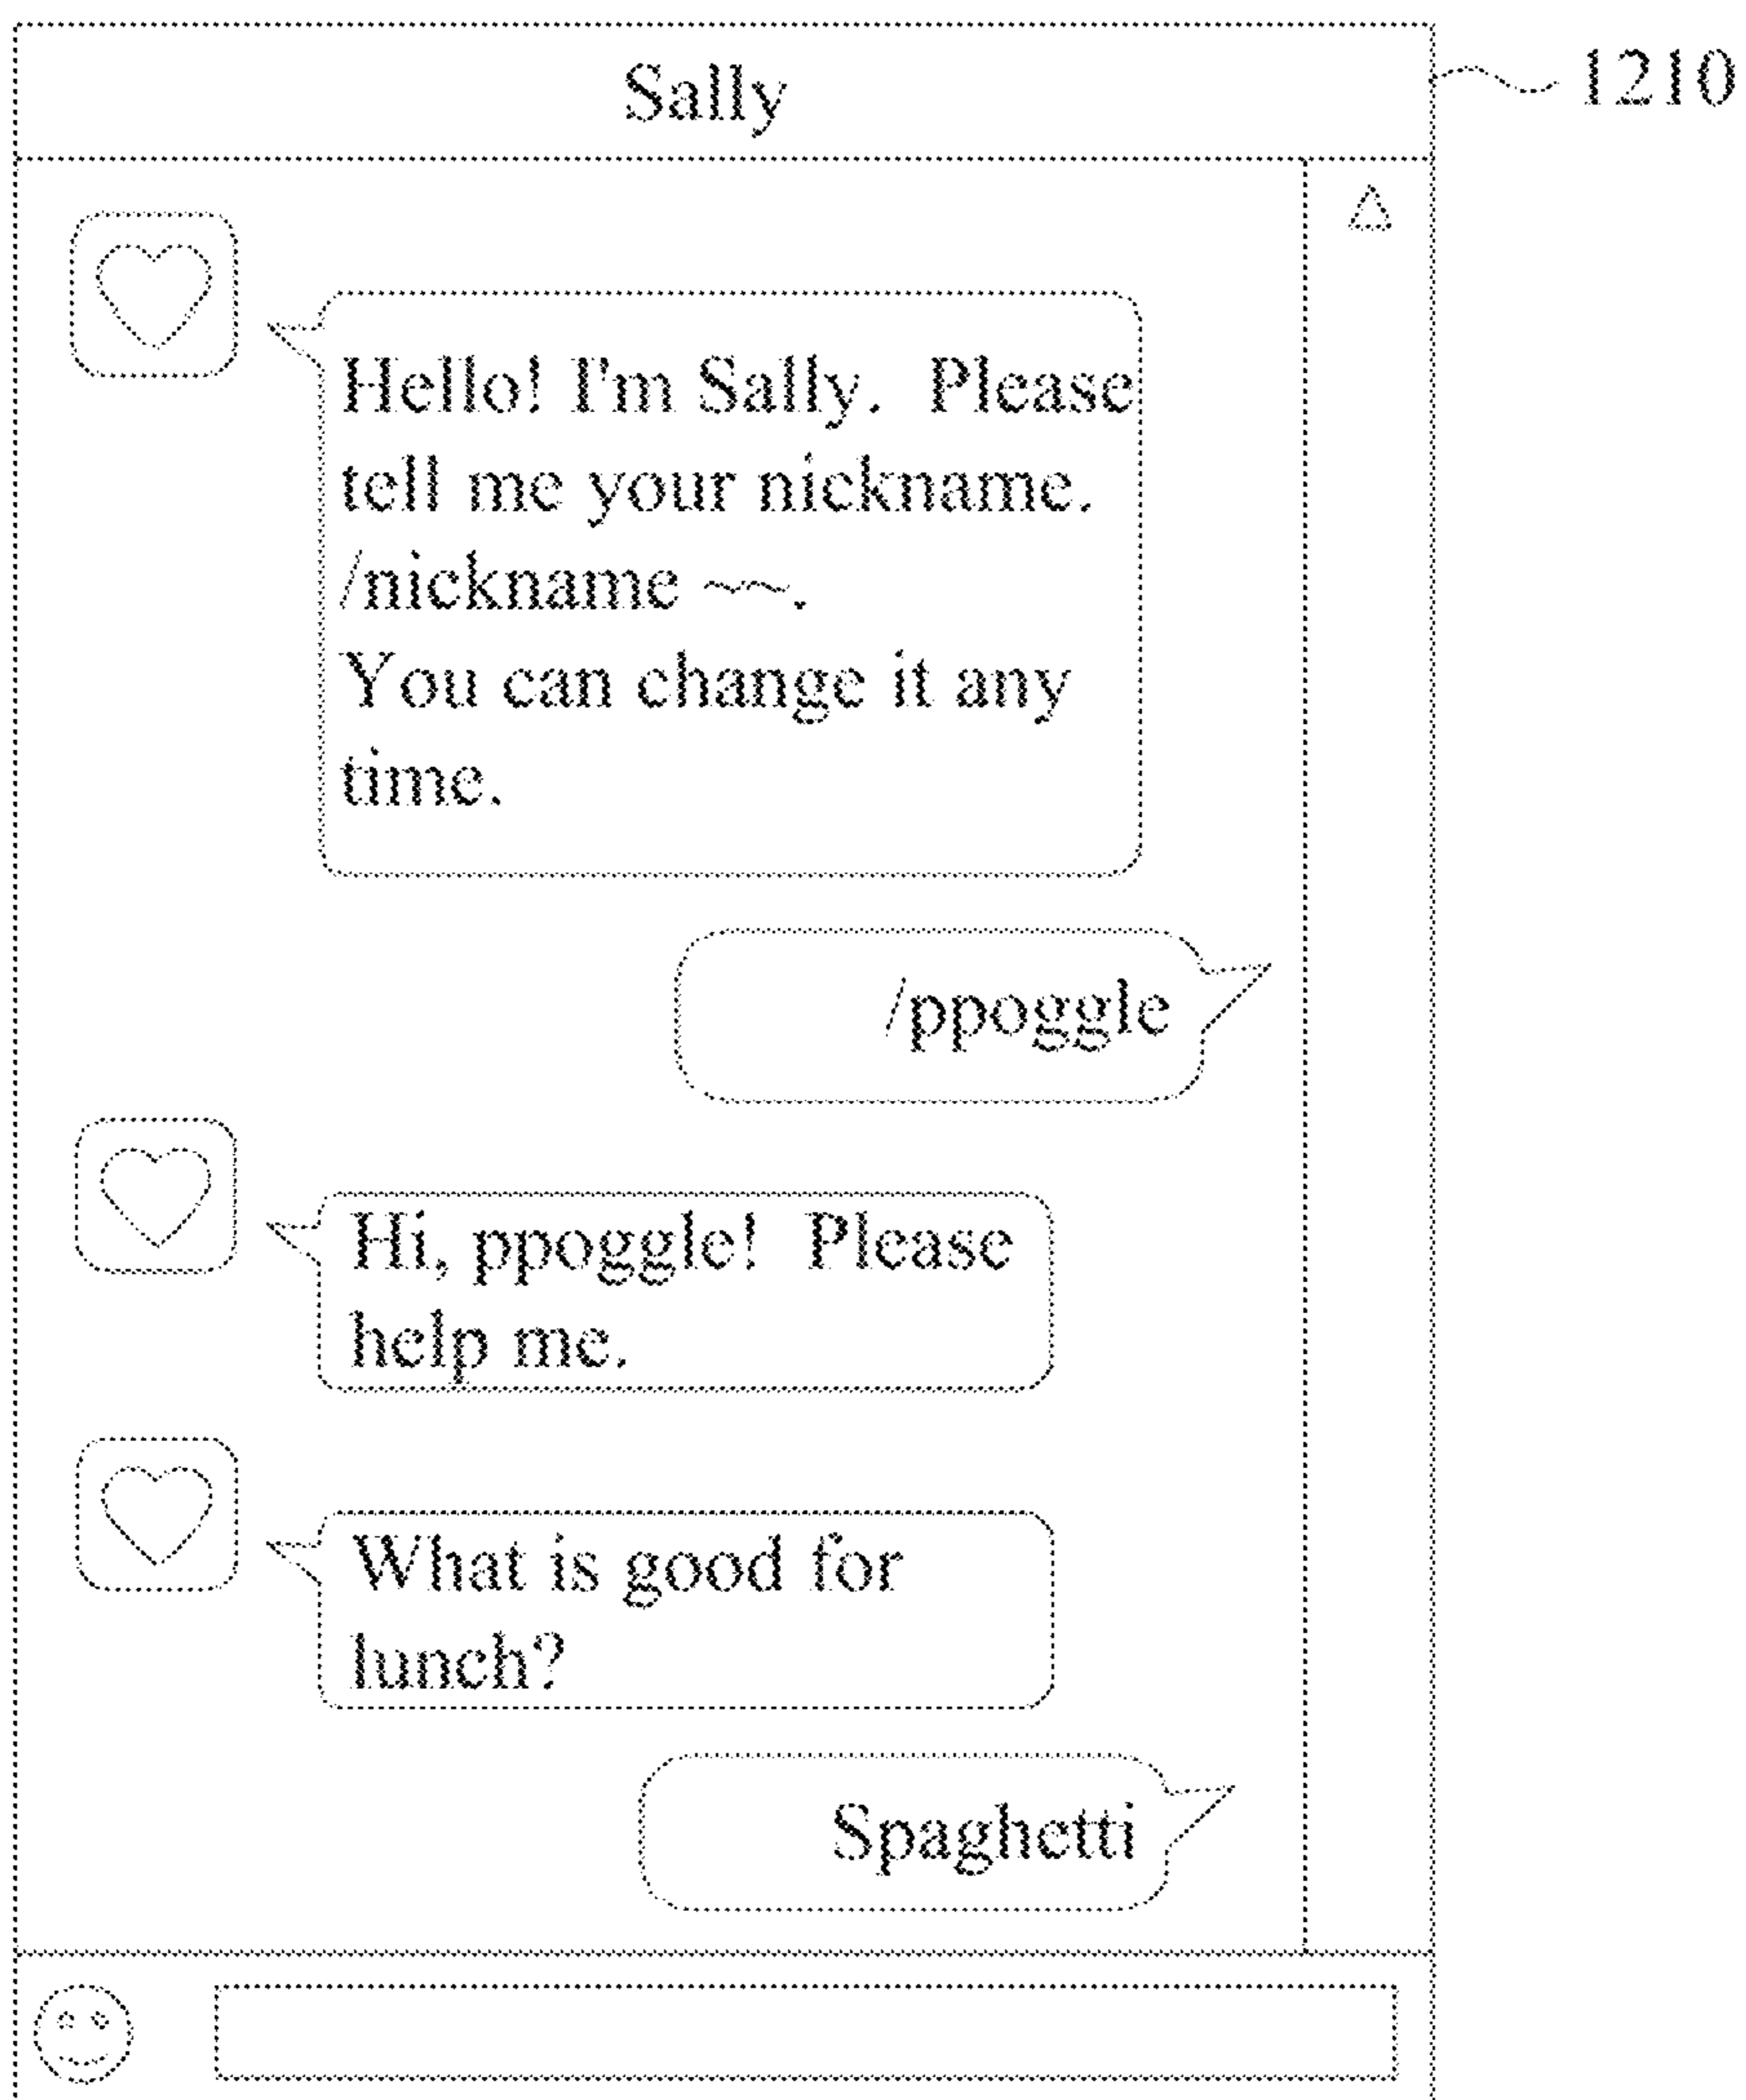 Sally
1210
Hello! I'm Sally. Please
tell me your nickname.
/nickname ~~.
You can change it any
time.
/ppoggle
Hi, ppoggle! Please
help me.
What is good for
lunch?
Spaghetti